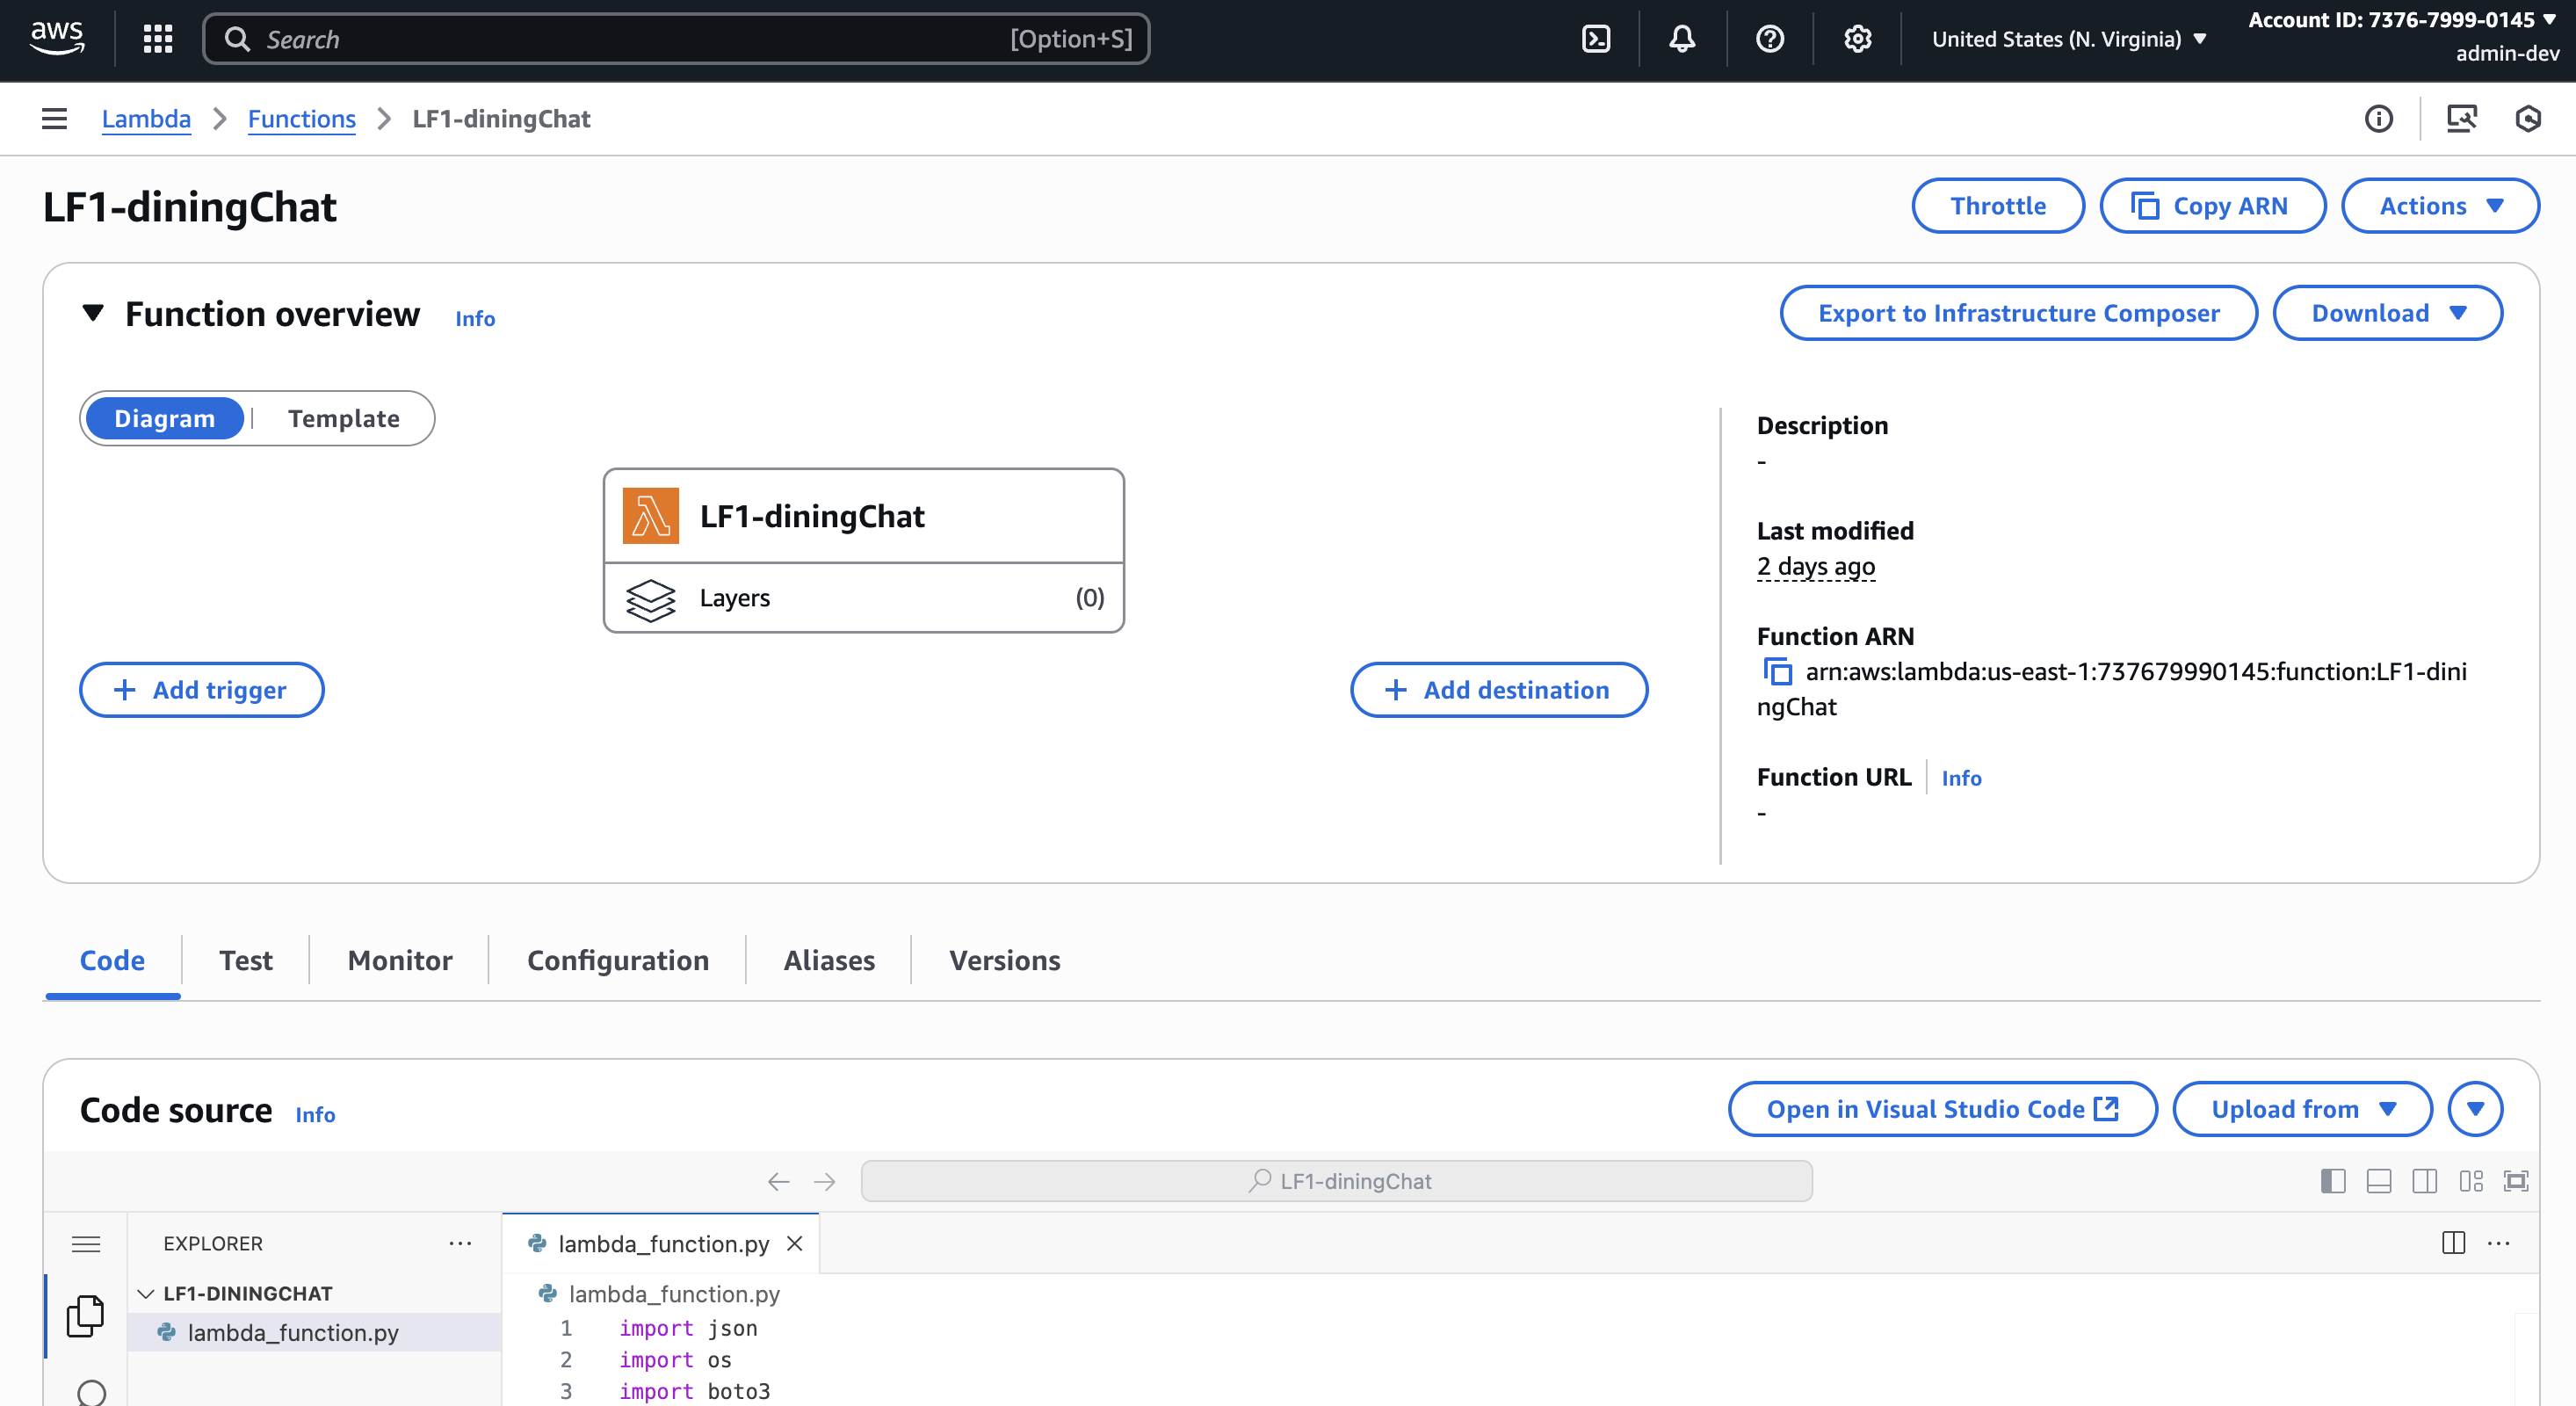 aws
Search [Option+S]
United States (N. Virginia)
Account ID: 7376-7999-0145
admin-dev
Lambda Functions LF1-diningChat
LF1-diningChat
Throttle Copy ARN Actions
Function overview Info
Export to Infrastructure Composer Download
Diagram Template
LF1-diningChat
Layers (0)
+ Add trigger
+ Add destination
Description
-
Last modified
2 days ago
Function ARN
arn:aws:lambda:us-east-1:737679990145:function:LF1-dini
ngChat
Function URL Info
-
Code Test Monitor Configuration Aliases Versions
Code source Info
Open in Visual Studio Code Upload from
LF1-diningChat
EXPLORER ...
LF1-DININGCHAT
lambda_function.py
lambda_function.py
...
lambda_function.py
1 import json
2 import os
3 import boto3